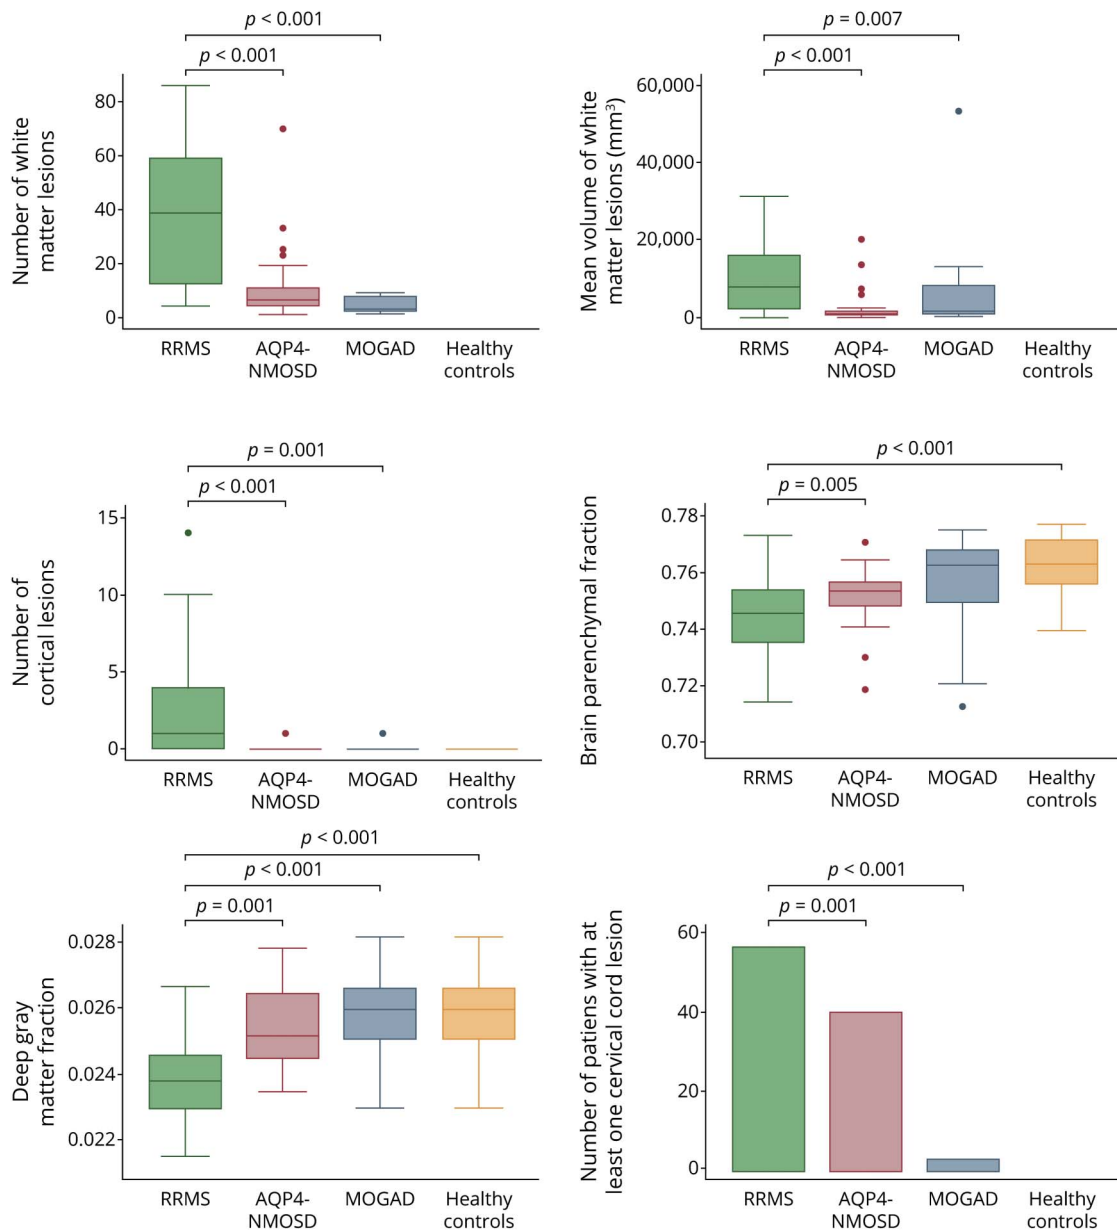 p < 0.001
p < 0.001
Number of white
matter lesions
80
60
40
20
0
RRMS
AQP4-
NMOSD
MOGAD
Healthy
controls
p = 0.007
p < 0.001
Mean volume of white
matter lesions (mm³)
60,000
40,000
20,000
0
RRMS
AQP4-
NMOSD
MOGAD
Healthy
controls
p = 0.001
p < 0.001
Number of
cortical lesions
15
10
5
0
RRMS
AQP4-
NMOSD
MOGAD
Healthy
controls
p < 0.001
p = 0.005
Brain parenchymal fraction
0.78
0.76
0.74
0.72
0.70
RRMS
AQP4-
NMOSD
MOGAD
Healthy
controls
p < 0.001
p < 0.001
p = 0.001
Deep gray
matter fraction
0.028
0.026
0.024
0.022
RRMS
AQP4-
NMOSD
MOGAD
Healthy
controls
p < 0.001
p = 0.001
Number of patiens with at
least one cervical cord lesion
60
40
20
0
RRMS
AQP4-
NMOSD
MOGAD
Healthy
controls